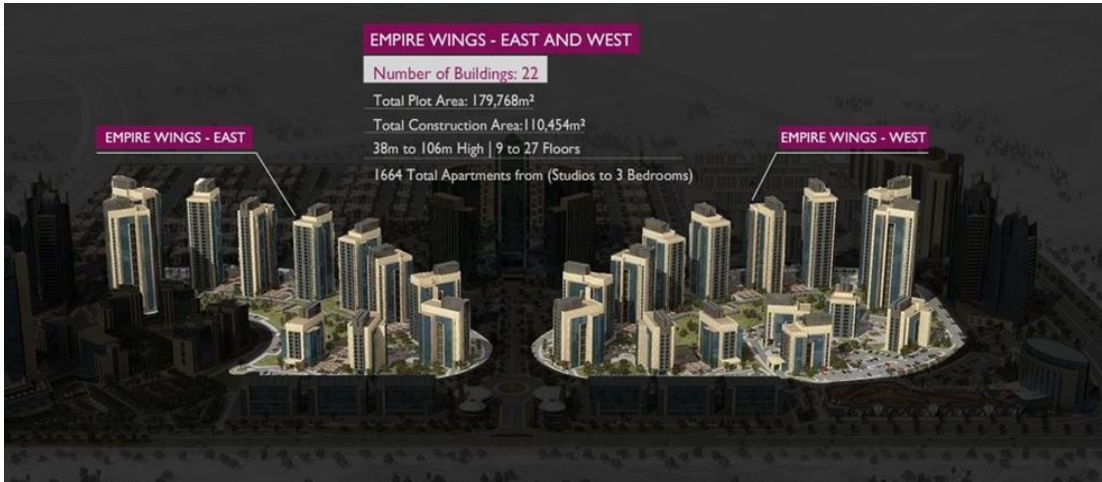 EMPIRE WINGS - EAST AND WEST
Number of Buildings: 22
Total Plot Area: 179,768m²
Total Construction Area:110,454m²
38m to 106m High | 9 to 27 Floors
1664 Total Apartments from (Studios to 3 Bedrooms)
EMPIRE WINGS - EAST
EMPIRE WINGS - WEST